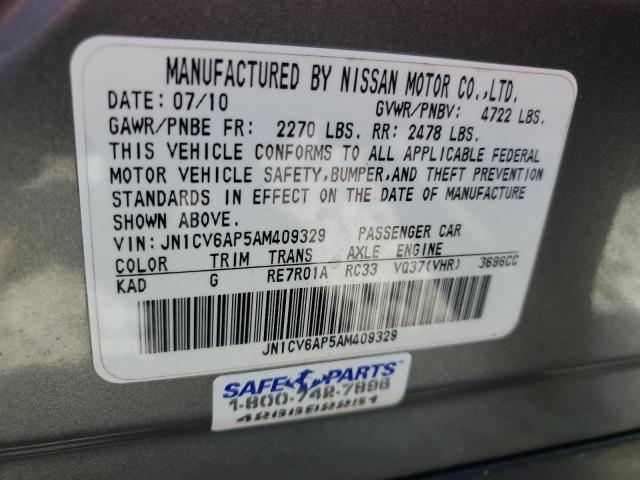 MANUFACTURED BY NISSAN MOTOR CO.,LTD.
DATE: 07/10 GVWR/PNBV: 4722 LBS.
GAWR/PNBE FR: 2270 LBS. RR: 2478 LBS.
THIS VEHICLE CONFORMS TO ALL APPLICABLE FEDERAL
MOTOR VEHICLE SAFETY,BUMPER,AND THEFT PREVENTION
STANDARDS IN EFFECT ON THE DATE OF MANUFACTURE
SHOWN ABOVE.
VIN: JN1CV6AP5AM409329 PASSENGER CAR
COLOR TRIM TRANS AXLE ENGINE
KAD G RE7R01A RC33 VQ37(VHR) 3696CC
JN1CV6AP5AM409329
SAFE PARTS
1-800-742-7896